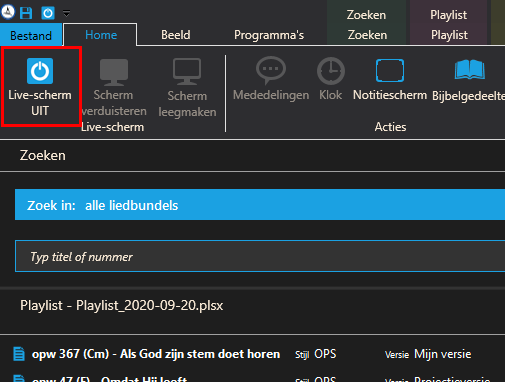 Zoeken Playlist
Bestand Home Beeld Programma's Zoeken Playlist
Live-scherm UIT
Scherm verduisteren
Scherm leegmaken
Mededelingen
Klok
Notitiescherm
Bijbelgedeelte
Live-scherm
Acties
Zoeken
Zoek in: alle liedbundels
Typ titel of nummer
Playlist - Playlist_2020-09-20.plsx
opw 367 (Cm) - Als God zijn stem doet horen Stijl OPS Versie Mijn versie
opw 47 (F) - Omdat Hij leeft Stijl OPS Versie Projectieversie